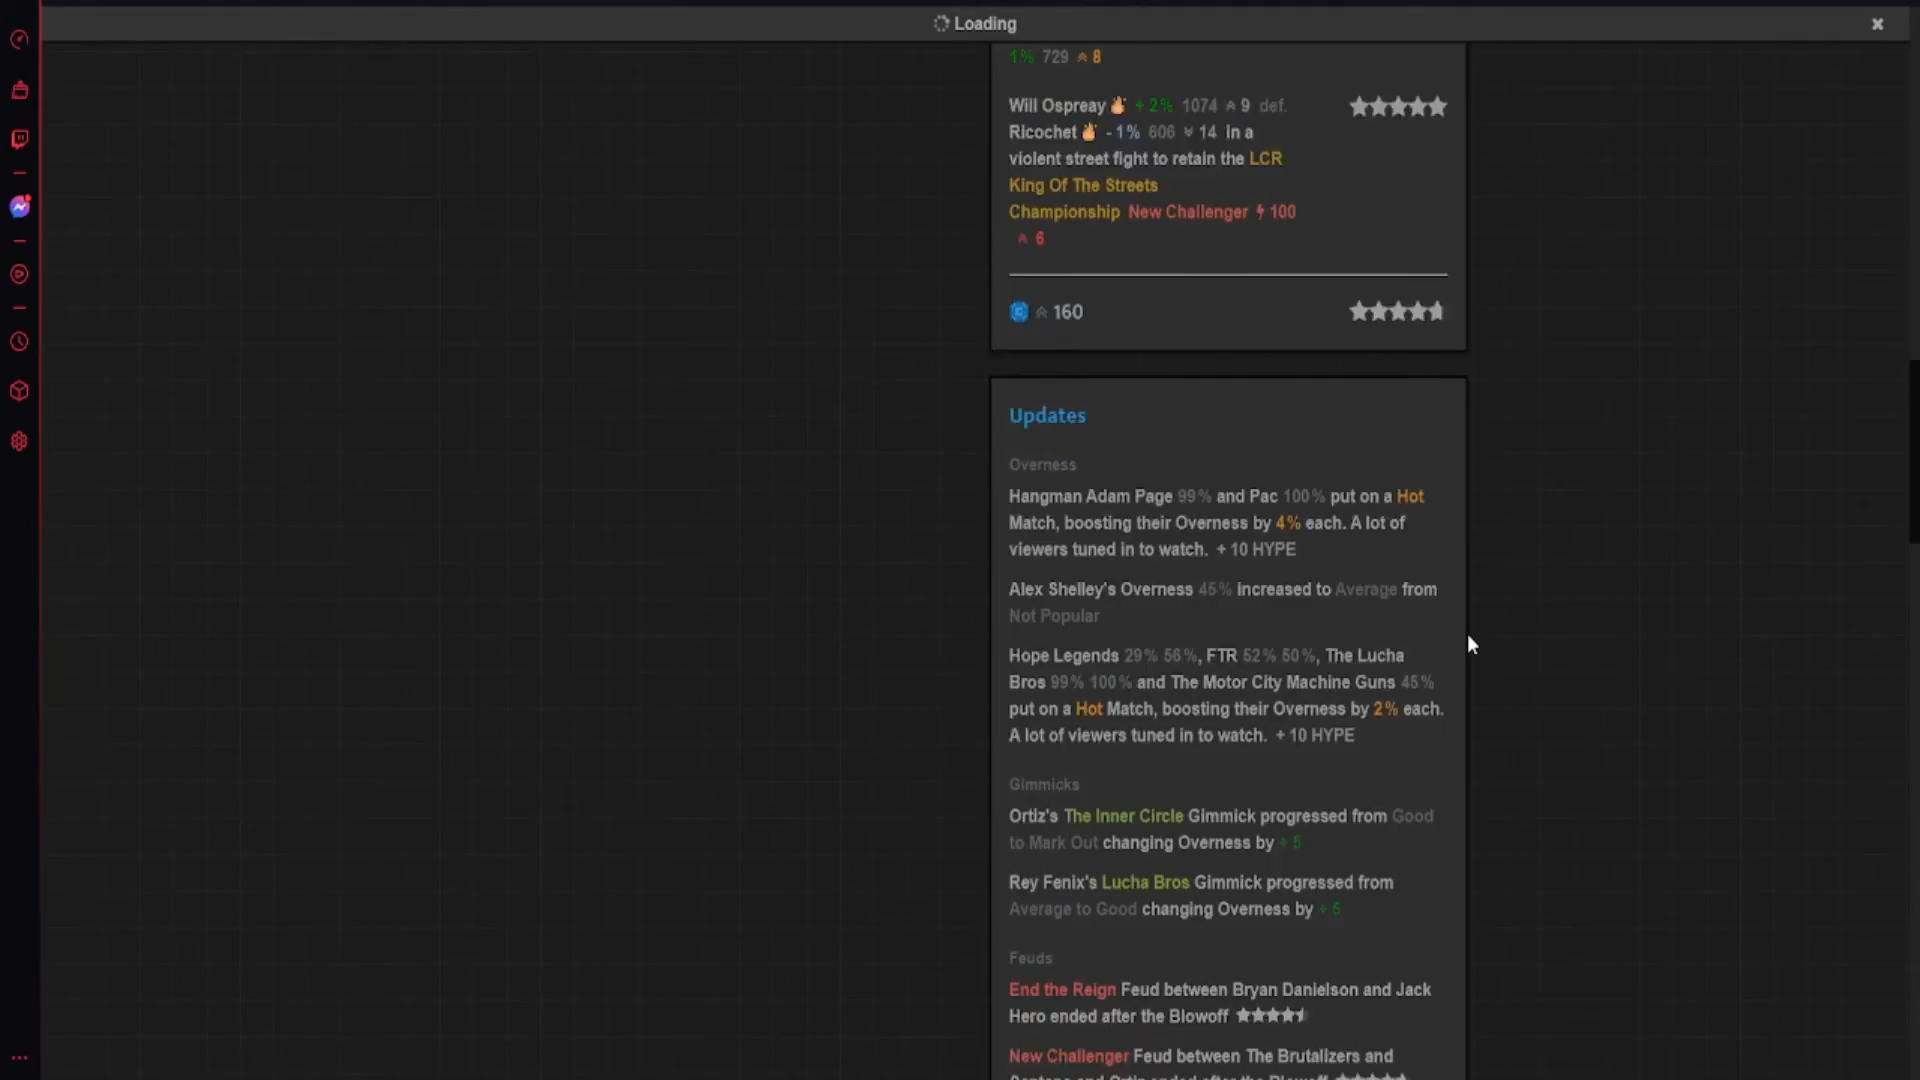 Loading
1% 729 8
Will Ospreay + 2% 1074 9 def.
Ricochet - 1% 606 14 in a
violent street fight to retain the LCR
King Of The Streets
Championship New Challenger 100
6
160
Updates
Overness
Hangman Adam Page 99% and Pac 100% put on a Hot
Match, boosting their Overness by 4% each. A lot of
viewers tuned in to watch. + 10 HYPE
Alex Shelley's Overness 45% increased to Average from
Not Popular
Hope Legends 29% 56%, FTR 52% 50%, The Lucha
Bros 99% 100% and The Motor City Machine Guns 45%
put on a Hot Match, boosting their Overness by 2% each.
A lot of viewers tuned in to watch. + 10 HYPE
Gimmicks
Ortiz's The Inner Circle Gimmick progressed from Good
to Mark Out changing Overness by + 5
Rey Fenix's Lucha Bros Gimmick progressed from
Average to Good changing Overness by + 5
Feuds
End the Reign Feud between Bryan Danielson and Jack
Hero ended after the Blowoff
New Challenger Feud between The Brutalizers and
Santana and Ortiz ended after the Blowoff